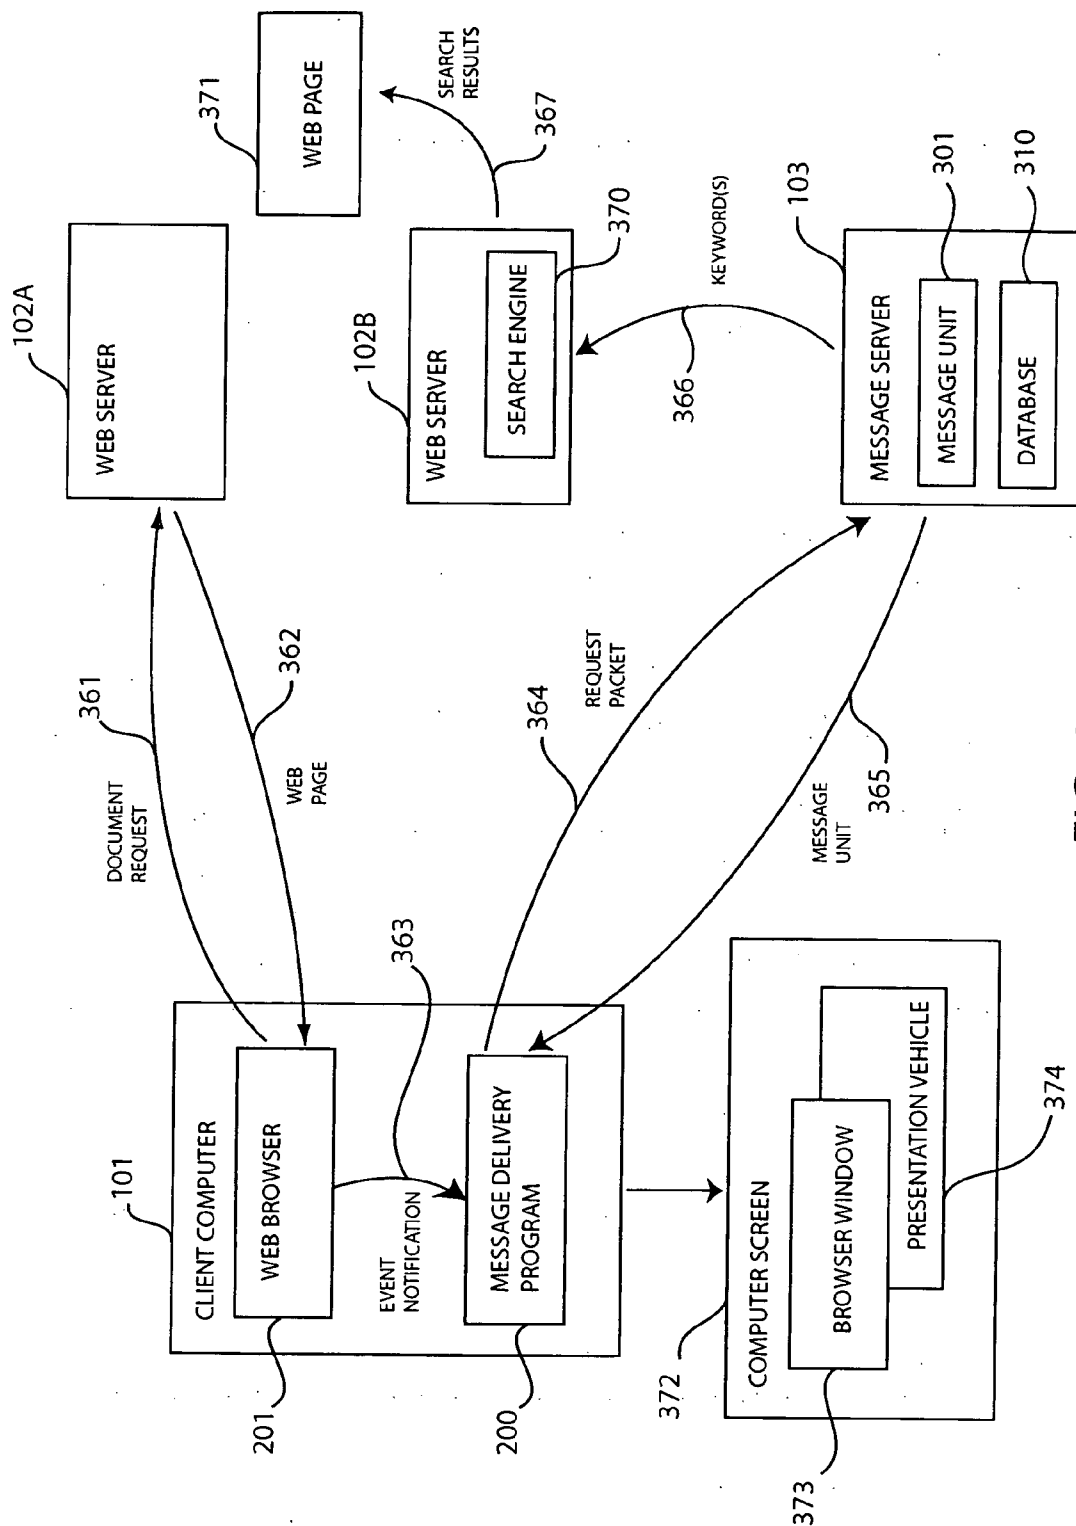 101
CLIENT COMPUTER
WEB BROWSER
201
EVENT
NOTIFICATION
363
MESSAGE DELIVERY
PROGRAM
200
361
DOCUMENT
REQUEST
362
WEB
PAGE
102A
WEB SERVER
371
WEB PAGE
SEARCH
RESULTS
367
102B
WEB SERVER
SEARCH ENGINE
370
KEYWORD(S)
366
364
REQUEST
PACKET
365
MESSAGE
UNIT
103
MESSAGE SERVER
MESSAGE UNIT
301
DATABASE
310
372
COMPUTER SCREEN
BROWSER WINDOW
373
PRESENTATION VEHICLE
374